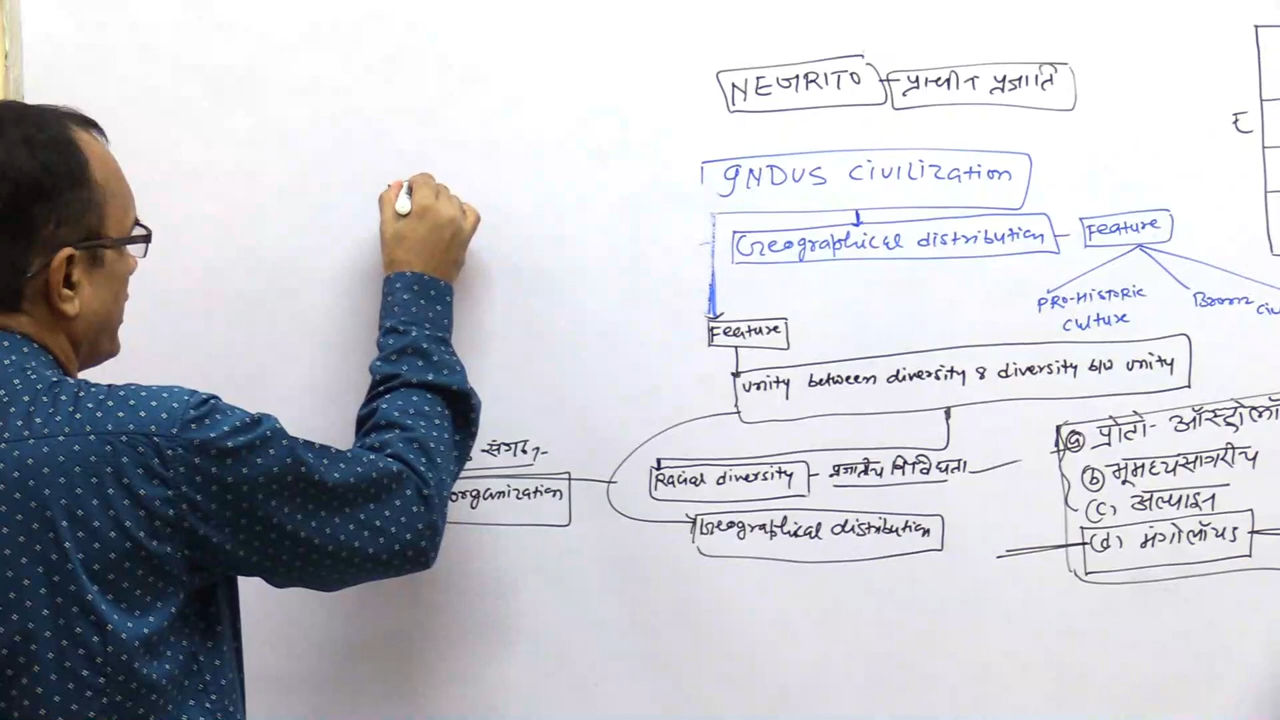 NEGRITO
प्राचीन प्रजाति
E
INDUS CIVILIZATION
Geographical distribution
Feature
PRO-HISTORIC
culture
Feature
unity between diversity & diversity b/w unity
संगठन
organization
Racial diversity
प्रजातीय विविधता
Geographical distribution
(a) प्रोटो-
(b) भूमध्यसागरीय
(c) अल्पाइन
(d) मंगोलॉयड